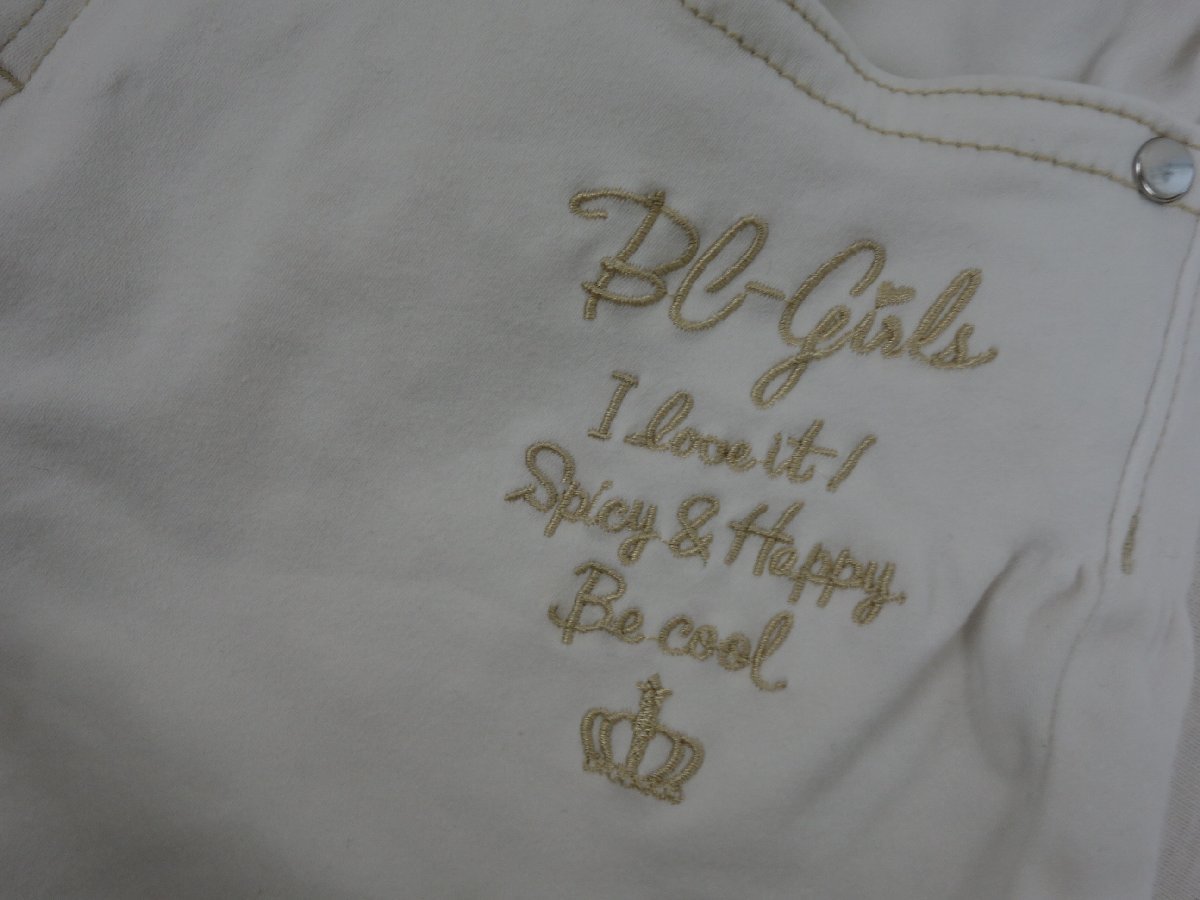 BC-Girls
I love it!
Spicy & Happy
Be cool